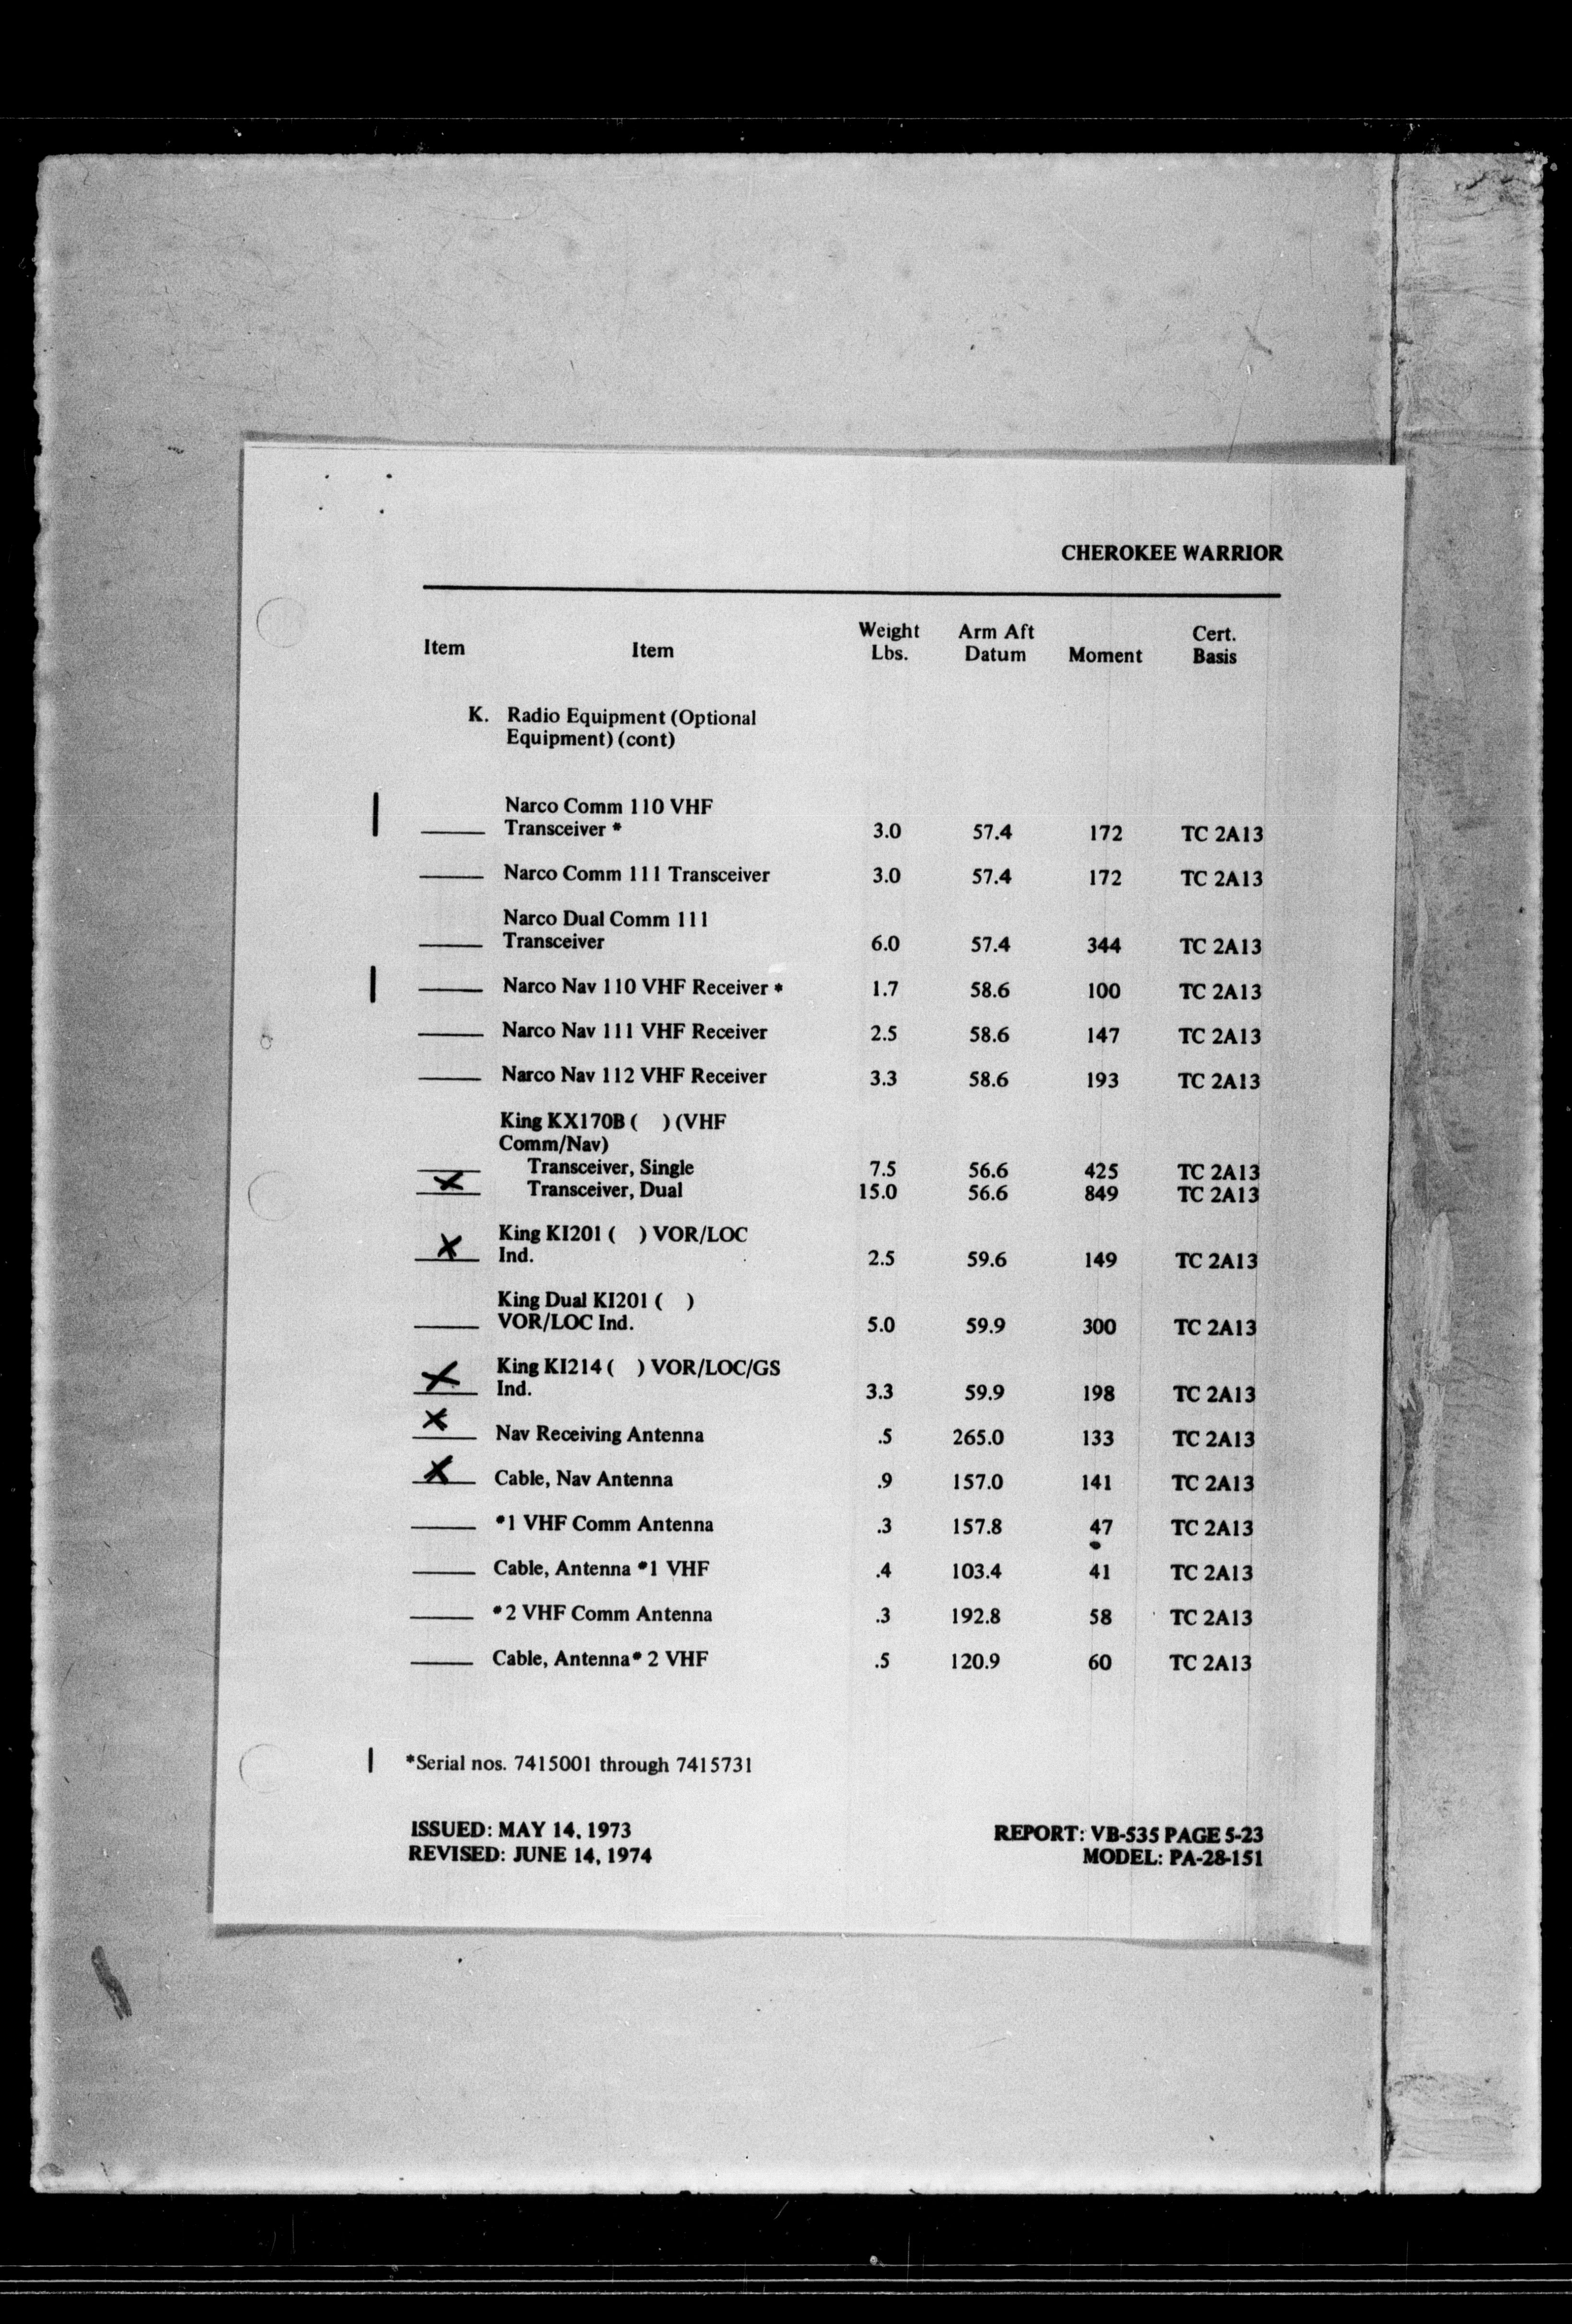 CHEROKEE WARRIOR
Item Item Weight Lbs. Arm Aft Datum Moment Cert. Basis
K. Radio Equipment (Optional
Equipment) (cont)
Narco Comm 110 VHF
____ Transceiver * 3.0 57.4 172 TC 2A13
____ Narco Comm 111 Transceiver 3.0 57.4 172 TC 2A13
Narco Dual Comm 111
____ Transceiver 6.0 57.4 344 TC 2A13
____ Narco Nav 110 VHF Receiver * 1.7 58.6 100 TC 2A13
____ Narco Nav 111 VHF Receiver 2.5 58.6 147 TC 2A13
____ Narco Nav 112 VHF Receiver 3.3 58.6 193 TC 2A13
King KX170B ( ) (VHF
Comm/Nav)
____ Transceiver, Single 7.5 56.6 425 TC 2A13
X Transceiver, Dual 15.0 56.6 849 TC 2A13
King KI201 ( ) VOR/LOC
X Ind. 2.5 59.6 149 TC 2A13
King Dual KI201 ( )
____ VOR/LOC Ind. 5.0 59.9 300 TC 2A13
King KI214 ( ) VOR/LOC/GS
X Ind. 3.3 59.9 198 TC 2A13
X Nav Receiving Antenna .5 265.0 133 TC 2A13
X Cable, Nav Antenna .9 157.0 141 TC 2A13
____ #1 VHF Comm Antenna .3 157.8 47 TC 2A13
____ Cable, Antenna #1 VHF .4 103.4 41 TC 2A13
____ #2 VHF Comm Antenna .3 192.8 58 TC 2A13
____ Cable, Antenna# 2 VHF .5 120.9 60 TC 2A13
*Serial nos. 7415001 through 7415731
ISSUED: MAY 14, 1973 REPORT: VB-535 PAGE 5-23
REVISED: JUNE 14, 1974 MODEL: PA-28-151